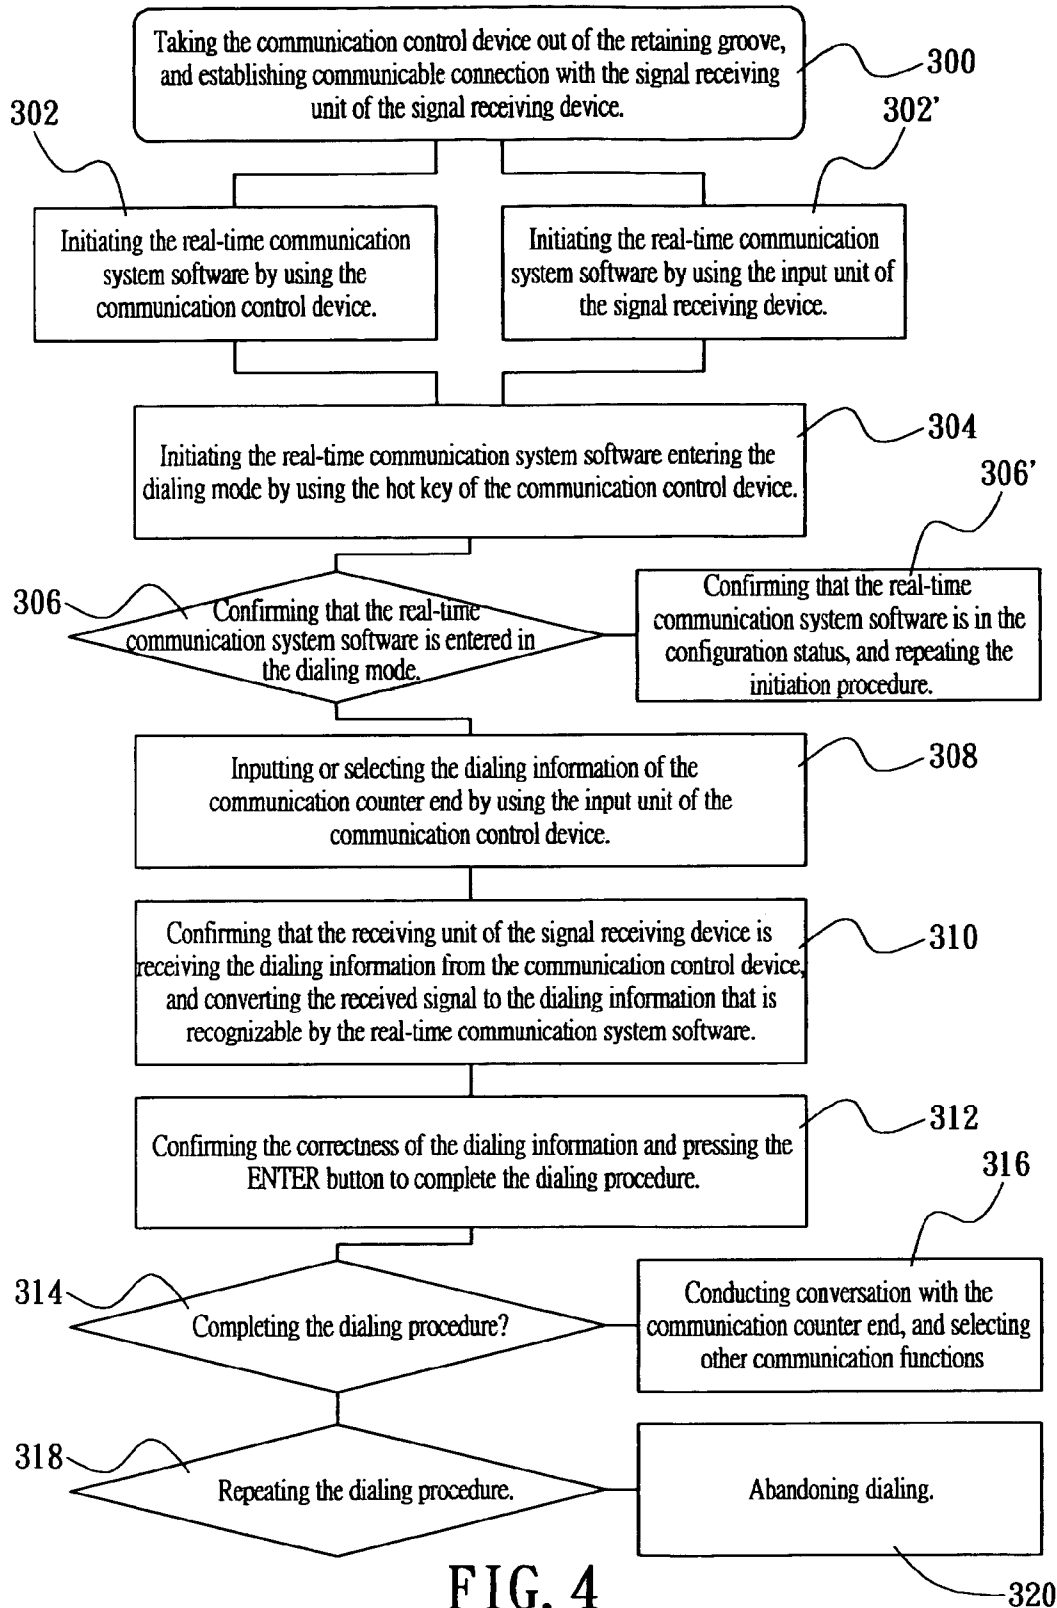 Taking the communication control device out of the retaining groove,
and establishing communicable connection with the signal receiving
unit of the signal receiving device.
300
302
302’
Initiating the real-time communication
system software by using the
communication control device.
Initiating the real-time communication
system software by using the input unit of
the signal receiving device.
304
Initiating the real-time communication system software entering the
dialing mode by using the hot key of the communication control device.
306’
306
Confirming that the real-time
communication system software is entered in
the dialing mode.
Confirming that the real-time
communication system software is in the
configuration status, and repeating the
initiation procedure.
308
Inputting or selecting the dialing information of the
communication counter end by using the input unit of the
communication control device.
310
Confirming that the receiving unit of the signal receiving device is
receiving the dialing information from the communication control device,
and converting the received signal to the dialing information that is
recognizable by the real-time communication system software.
312
Confirming the correctness of the dialing information and pressing the
ENTER button to complete the dialing procedure.
316
314
Completing the dialing procedure?
Conducting conversation with the
communication counter end, and selecting
other communication functions
318
Repeating the dialing procedure.
Abandoning dialing.
320
FIG. 4